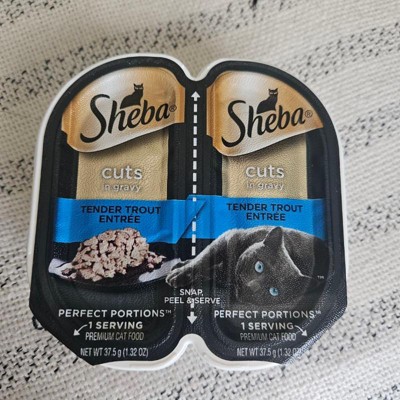 Sheba®
cuts
in gravy
TENDER TROUT
ENTRÉE
PERFECT PORTIONS™
1 SERVING
PREMIUM CAT FOOD
NET WT 37.5 g (1.32 OZ)
SNAP,
PEEL & SERVE
Sheba®
cuts
in gravy
TENDER TROUT
ENTRÉE
™
PERFECT PORTIONS™
1 SERVING
PREMIUM CAT FOOD
NET WT 37.5 g (1.32 OZ)